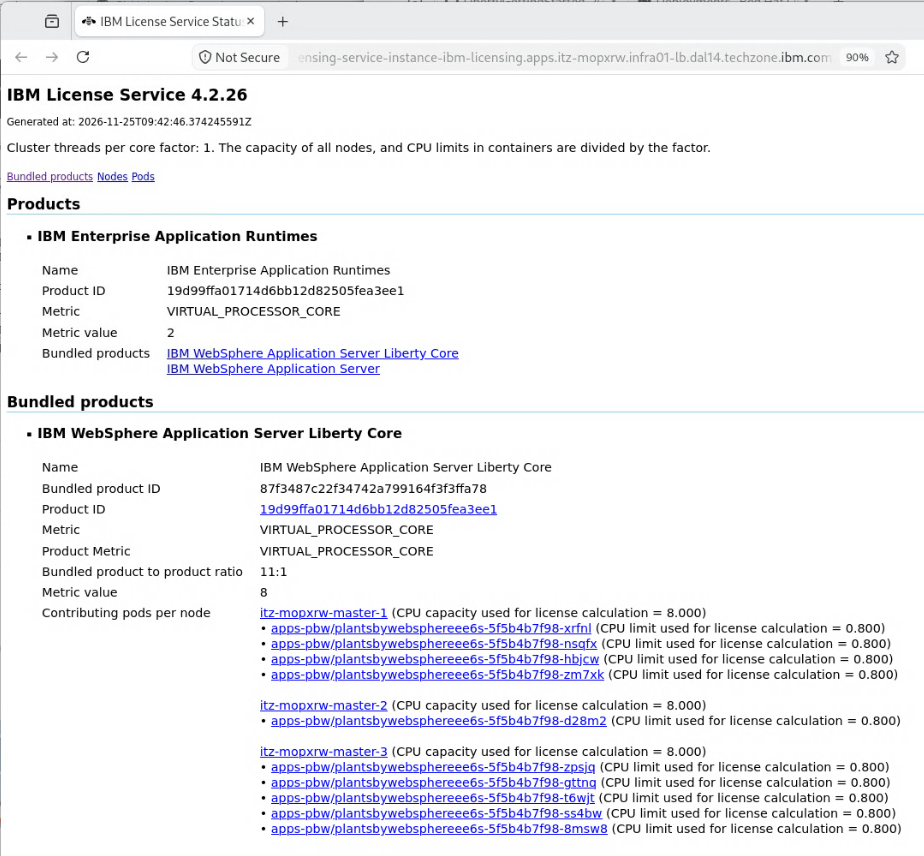 IBM License Service Statu
Not Secure
ensing-service-instance-ibm-licensing.apps.itz-mopxrw.infra01-lb.dal14.techzone.ibm.com
90%
IBM License Service 4.2.26
Generated at: 2026-11-25T09:42:46.374245591Z
Cluster threads per core factor: 1. The capacity of all nodes, and CPU limits in containers are divided by the factor.
Bundled products Nodes Pods
Products
▪ IBM Enterprise Application Runtimes
Name IBM Enterprise Application Runtimes
Product ID 19d99ffa01714d6bb12d82505fea3ee1
Metric VIRTUAL_PROCESSOR_CORE
Metric value 2
Bundled products IBM WebSphere Application Server Liberty Core
IBM WebSphere Application Server
Bundled products
▪ IBM WebSphere Application Server Liberty Core
Name IBM WebSphere Application Server Liberty Core
Bundled product ID 87f3487c22f34742a799164f3f3ffa78
Product ID 19d99ffa01714d6bb12d82505fea3ee1
Metric VIRTUAL_PROCESSOR_CORE
Product Metric VIRTUAL_PROCESSOR_CORE
Bundled product to product ratio 11:1
Metric value 8
Contributing pods per node itz-mopxrw-master-1 (CPU capacity used for license calculation = 8.000)
• apps-pbw/plantsbywebsphereee6s-5f5b4b7f98-xrfnl (CPU limit used for license calculation = 0.800)
• apps-pbw/plantsbywebsphereee6s-5f5b4b7f98-nsqfx (CPU limit used for license calculation = 0.800)
• apps-pbw/plantsbywebsphereee6s-5f5b4b7f98-hbjcw (CPU limit used for license calculation = 0.800)
• apps-pbw/plantsbywebsphereee6s-5f5b4b7f98-zm7xk (CPU limit used for license calculation = 0.800)
itz-mopxrw-master-2 (CPU capacity used for license calculation = 8.000)
• apps-pbw/plantsbywebsphereee6s-5f5b4b7f98-d28m2 (CPU limit used for license calculation = 0.800)
itz-mopxrw-master-3 (CPU capacity used for license calculation = 8.000)
• apps-pbw/plantsbywebsphereee6s-5f5b4b7f98-zpsjq (CPU limit used for license calculation = 0.800)
• apps-pbw/plantsbywebsphereee6s-5f5b4b7f98-gttnq (CPU limit used for license calculation = 0.800)
• apps-pbw/plantsbywebsphereee6s-5f5b4b7f98-t6wjt (CPU limit used for license calculation = 0.800)
• apps-pbw/plantsbywebsphereee6s-5f5b4b7f98-ss4bw (CPU limit used for license calculation = 0.800)
• apps-pbw/plantsbywebsphereee6s-5f5b4b7f98-8msw8 (CPU limit used for license calculation = 0.800)